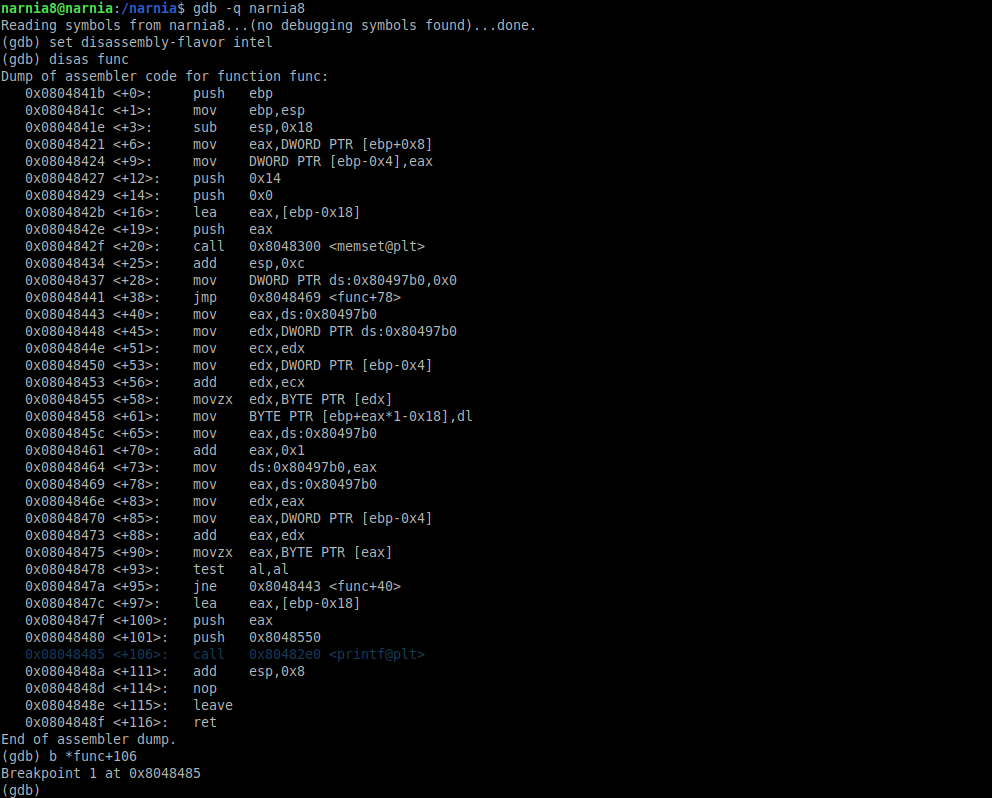 narnia8@narnia:/narnia$ gdb -q narnia8
Reading symbols from narnia8...(no debugging symbols found)...done.
(gdb) set disassembly-flavor intel
(gdb) disas func
Dump of assembler code for function func:
   0x0804841b <+0>:     push   ebp
   0x0804841c <+1>:     mov    ebp,esp
   0x0804841e <+3>:     sub    esp,0x18
   0x08048421 <+6>:     mov    eax,DWORD PTR [ebp+0x8]
   0x08048424 <+9>:     mov    DWORD PTR [ebp-0x4],eax
   0x08048427 <+12>:    push   0x14
   0x08048429 <+14>:    push   0x0
   0x0804842b <+16>:    lea    eax,[ebp-0x18]
   0x0804842e <+19>:    push   eax
   0x0804842f <+20>:    call   0x8048300 <memset@plt>
   0x08048434 <+25>:    add    esp,0xc
   0x08048437 <+28>:    mov    DWORD PTR ds:0x80497b0,0x0
   0x08048441 <+38>:    jmp    0x8048469 <func+78>
   0x08048443 <+40>:    mov    eax,ds:0x80497b0
   0x08048448 <+45>:    mov    edx,DWORD PTR ds:0x80497b0
   0x0804844e <+51>:    mov    ecx,edx
   0x08048450 <+53>:    mov    edx,DWORD PTR [ebp-0x4]
   0x08048453 <+56>:    add    edx,ecx
   0x08048455 <+58>:    movzx  edx,BYTE PTR [edx]
   0x08048458 <+61>:    mov    BYTE PTR [ebp+eax*1-0x18],dl
   0x0804845c <+65>:    mov    eax,ds:0x80497b0
   0x08048461 <+70>:    add    eax,0x1
   0x08048464 <+73>:    mov    ds:0x80497b0,eax
   0x08048469 <+78>:    mov    eax,ds:0x80497b0
   0x0804846e <+83>:    mov    edx,eax
   0x08048470 <+85>:    mov    eax,DWORD PTR [ebp-0x4]
   0x08048473 <+88>:    add    eax,edx
   0x08048475 <+90>:    movzx  eax,BYTE PTR [eax]
   0x08048478 <+93>:    test   al,al
   0x0804847a <+95>:    jne    0x8048443 <func+40>
   0x0804847c <+97>:    lea    eax,[ebp-0x18]
   0x0804847f <+100>:   push   eax
   0x08048480 <+101>:   push   0x8048550
   0x08048485 <+106>:   call   0x80482e0 <printf@plt>
   0x0804848a <+111>:   add    esp,0x8
   0x0804848d <+114>:   nop
   0x0804848e <+115>:   leave
   0x0804848f <+116>:   ret
End of assembler dump.
(gdb) b *func+106
Breakpoint 1 at 0x8048485
(gdb)